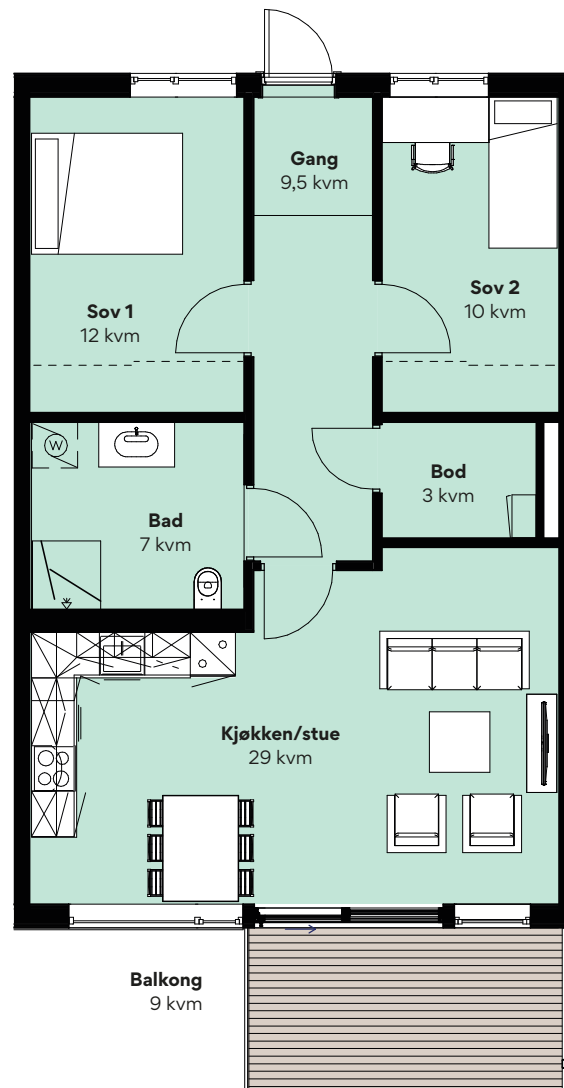 Gang
9,5 kvm
Sov 1
12 kvm
Sov 2
10 kvm
Bod
3 kvm
W
Bad
7 kvm
Kjøkken/stue
29 kvm
Balkong
9 kvm